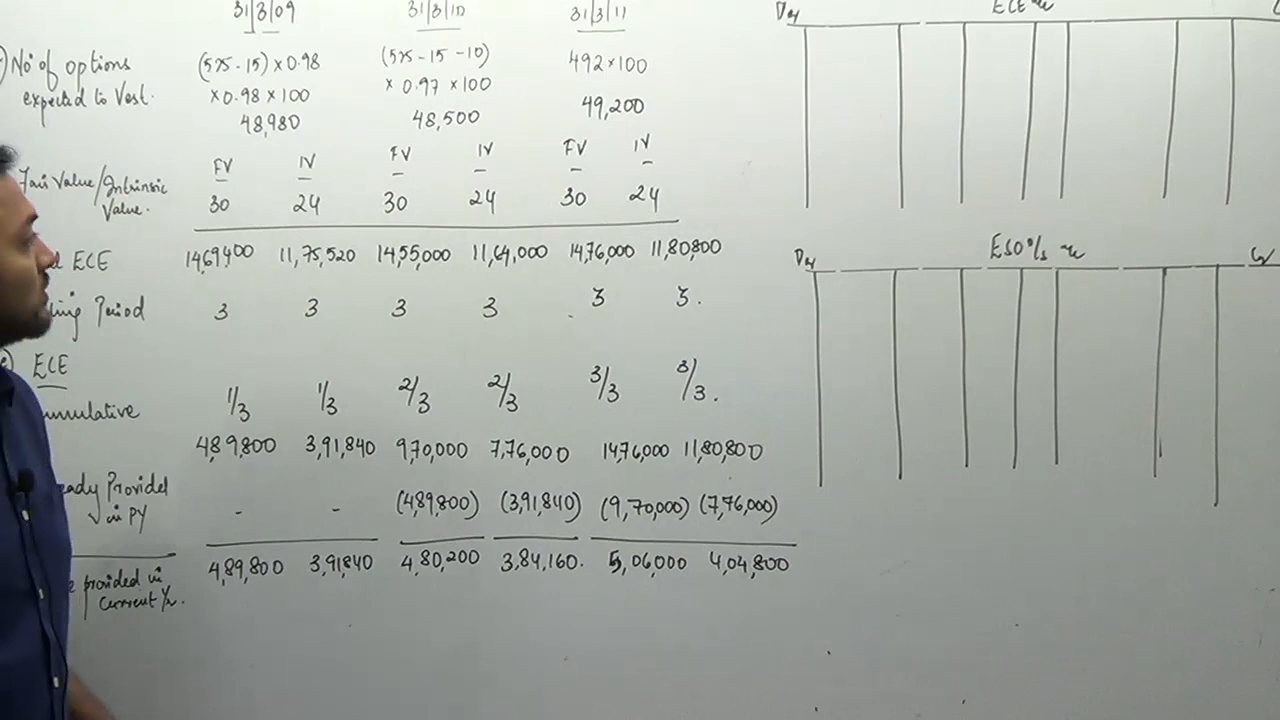 31/3/09 31/3/10 31/3/11
No of options (525-15)×0.98 (525-15-10) 492×100
expected to Vest. ×0.98×100 ×0.97×100 49,200
48,980 48,500
FV IV FV IV FV IV
Fair Value/Intrinsic Value. 30 24 30 24 30 24
ECE 14,69,400 11,75,520 14,55,000 11,64,000 14,76,000 11,80,800
Period 3 3 3 3 3 3.
ECE
1/3 1/3 2/3 2/3 3/3 3/3.
4,89,800 3,91,840 9,70,000 7,76,000 14,76,000 11,80,800
Provided in PY - - (4,89,800) (3,91,840) (9,70,000) (7,76,000)
4,89,800 3,91,840 4,80,200 3,84,160. 5,06,000 4,04,800
provided in
Current Yr.
Dr ECE a/c
Dr ESO o/s a/c Cr